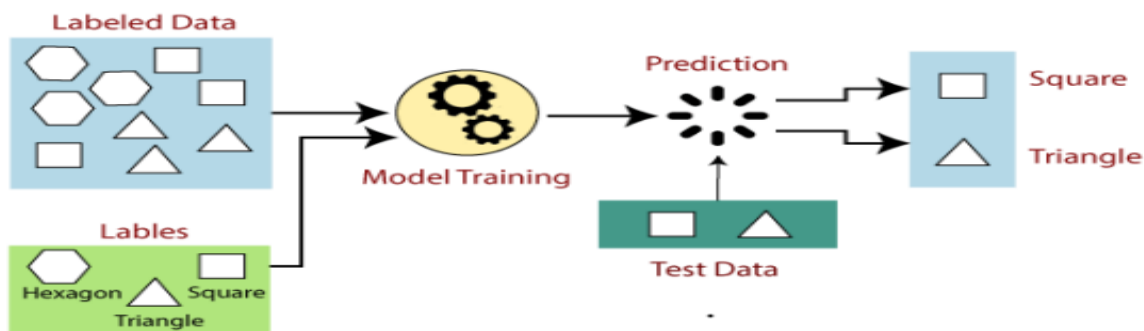 Labeled Data
Prediction
Square
Model Training
Triangle
Lables
Hexagon
Square
Triangle
Test Data